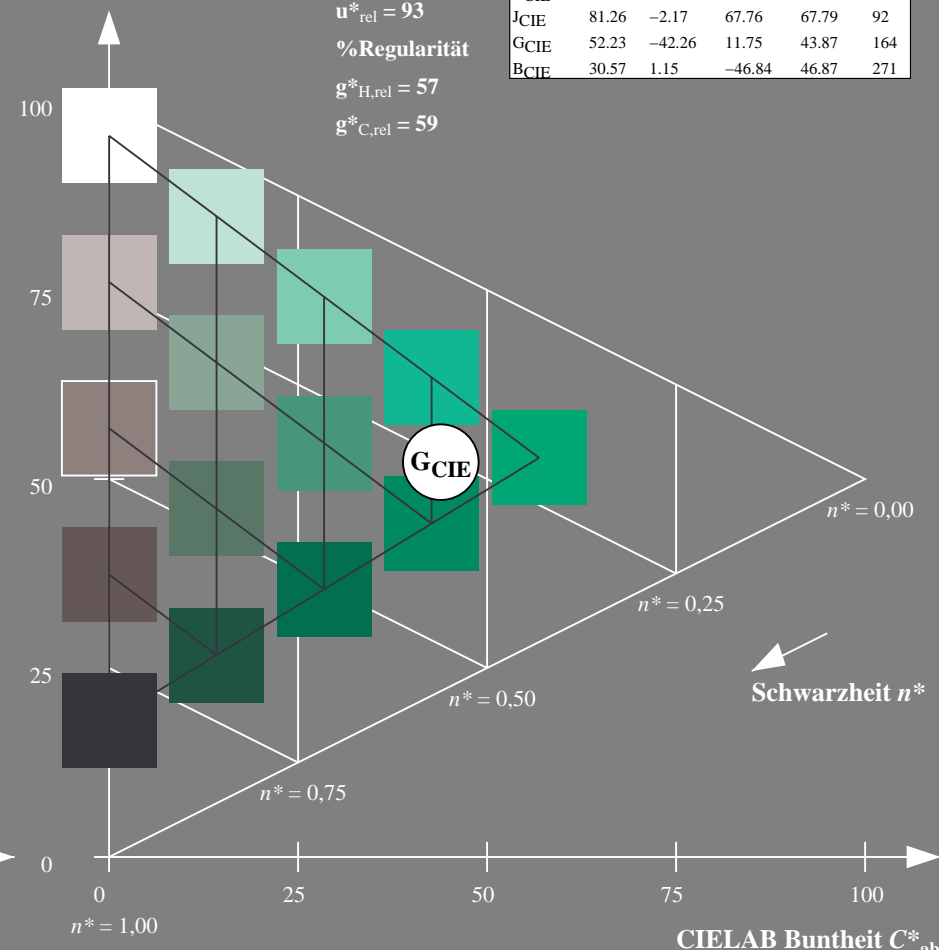 u*rel = 93
%Regularität
g*H,rel = 57
g*C,rel = 59
JCIE 81.26 −2.17 67.76 67.79 92
GCIE 52.23 −42.26 11.75 43.87 164
BCIE 30.57 1.15 −46.84 46.87 271
100
75
50
25
0
GCIE
n* = 0,00
n* = 0,25
Schwarzheit n*
n* = 0,50
n* = 0,75
0 25 50 75 100
n* = 1,00
CIELAB Buntheit C*ab